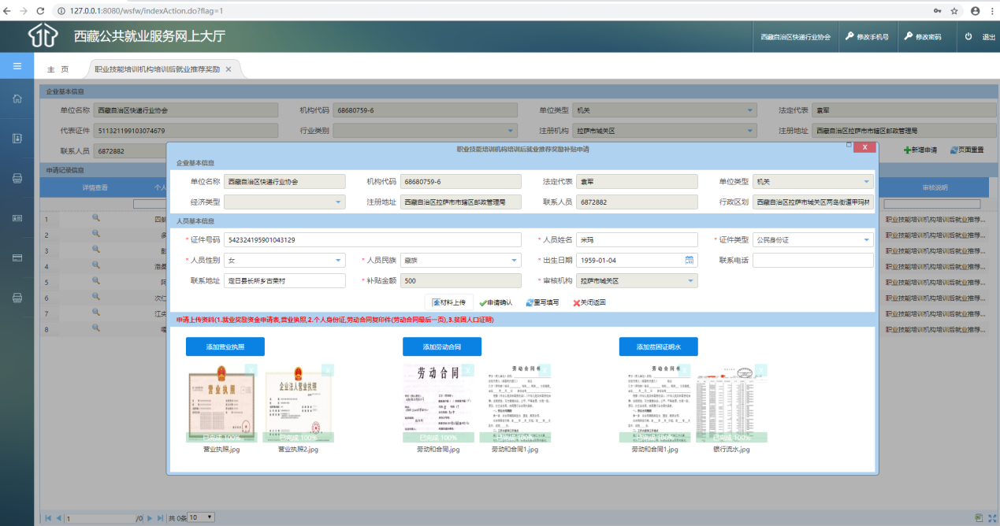 127.0.0.1:8080/wsfw/indexAction.do?flag=1
西藏公共就业服务网上大厅
西藏自治区快递行业协会 修改手机号 修改密码 退出
主 页 职业技能培训机构培训后就业推荐奖励
企业基本信息
单位名称 西藏自治区快递行业协会 机构代码 68680759-6 单位类型 机关 法定代表 袁军
代表证件 511321199103074679 行业类别 注册机构 拉萨市城关区 注册地址 西藏自治区拉萨市市辖区邮政管理局
联系人员 6872882
新增申请 页面重置
申请记录信息
详情查看 个人 审核说明
1 四郎 职业技能培训机构培训后就业推荐...
2 多 职业技能培训机构培训后就业推荐...
3 职业技能培训机构培训后就业推荐...
4 职业技能培训机构培训后就业推荐...
5 职业技能培训机构培训后就业推荐...
6 次仁 职业技能培训机构培训后就业推荐...
7 江央 职业技能培训机构培训后就业推荐...
8 职业技能培训机构培训后就业推荐...
职业技能培训机构培训后就业推荐奖励补贴申请
X
企业基本信息
单位名称 西藏自治区快递行业协会 机构代码 68680759-6 法定代表 袁军 单位类型 机关
经济类型 注册地址 西藏自治区拉萨市市辖区邮政管理局 联系人员 6872882 行政区划 西藏自治区拉萨市城关区两岛街道甲玛林
人员基本信息
* 证件号码 542324195901043129 * 人员姓名 米玛 * 证件类型 公民身份证
* 人员性别 女 * 人员民族 藏族 * 出生日期 1959-01-04 联系电话
联系地址 定日县长所乡古荣村 * 补贴金额 500 * 审核机构 拉萨市城关区
材料上传 申请确认 重写填写 关闭返回
申请上传资料(1.就业奖励资金申请表,营业执照,2.个人身份证,劳动合同复印件(劳动合同最后一页),3.贫困人口证明)
添加营业执照 添加劳动合同 添加贫困证明水
营业执照 企业法人营业执照 劳动合同 劳动合同书 劳动合同书
已完成 100% 已完成 100% 已完成 100% 已完成 100% 已完成 100% 已完成 100%
营业执照.jpg 营业执照2.jpg 劳动和合同.jpg 劳动和合同1.jpg 劳动和合同1.jpg 银行流水.jpg
1 /0 共 0条 10